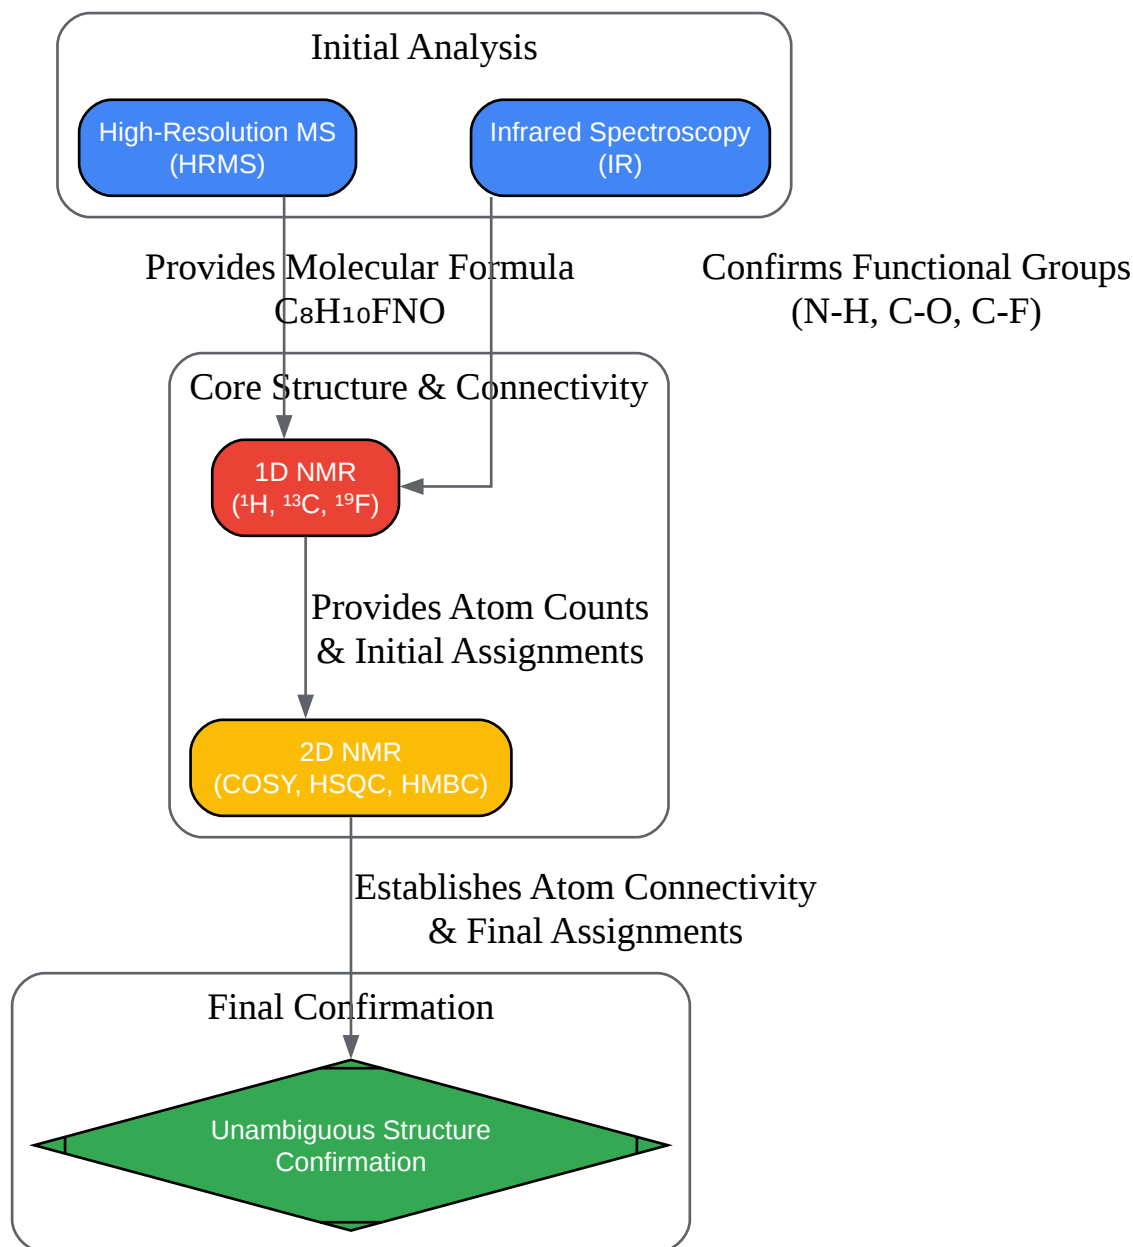 Initial Analysis
High-Resolution MS
(HRMS)
Infrared Spectroscopy
(IR)
Provides Molecular Formula
C₈H₁₀FNO
Confirms Functional Groups
(N-H, C-O, C-F)
Core Structure & Connectivity
1D NMR
(¹H, ¹³C, ¹⁹F)
Provides Atom Counts
& Initial Assignments
2D NMR
(COSY, HSQC, HMBC)
Establishes Atom Connectivity
& Final Assignments
Final Confirmation
Unambiguous Structure
Confirmation